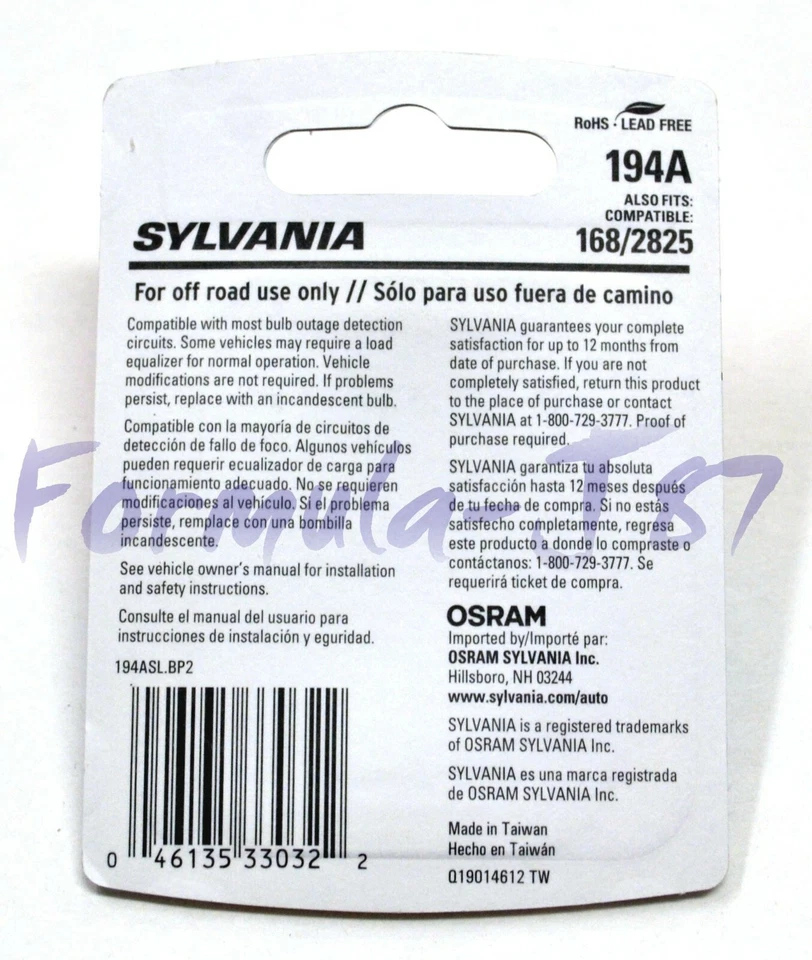 RoHS · LEAD FREE
194A
ALSO FITS:
COMPATIBLE:
168/2825
SYLVANIA
For off road use only // Sólo para uso fuera de camino
Compatible with most bulb outage detection
circuits. Some vehicles may require a load
equalizer for normal operation. Vehicle
modifications are not required. If problems
persist, replace with an incandescent bulb.
Compatible con la mayoría de circuitos de
detección de fallo de foco. Algunos vehículos
pueden requerir ecualizador de carga para
funcionamiento adecuado. No se requieren
modificaciones al vehículo. Si el problema
persiste, remplace con una bombilla
incandescente.
See vehicle owner's manual for installation
and safety instructions.
Consulte el manual del usuario para
instrucciones de instalación y eguridad.
194ASL.BP2
0 46135 33032 2
SYLVANIA guarantees your complete
satisfaction for up to 12 months from
date of purchase. If you are not
completely satisfied, return this product
to the place of purchase or contact
SYLVANIA at 1-800-729-3777. Proof of
purchase required.
SYLVANIA garantiza tu absoluta
satisfacción hasta 12 meses después
de tu fecha de compra. Si no estás
satisfecho completamente, regresa
este producto a donde lo compraste o
contáctanos: 1-800-729-3777. Se
requerirá ticket de compra.
OSRAM
Imported by/Importé par:
OSRAM SYLVANIA Inc.
Hillsboro, NH 03244
www.sylvania.com/auto
SYLVANIA is a registered trademarks
of OSRAM SYLVANIA Inc.
SYLVANIA es una marca registrada
de OSRAM SYLVANIA Inc.
Made in Taiwan
Hecho en Taiwán
Q19014612 TW